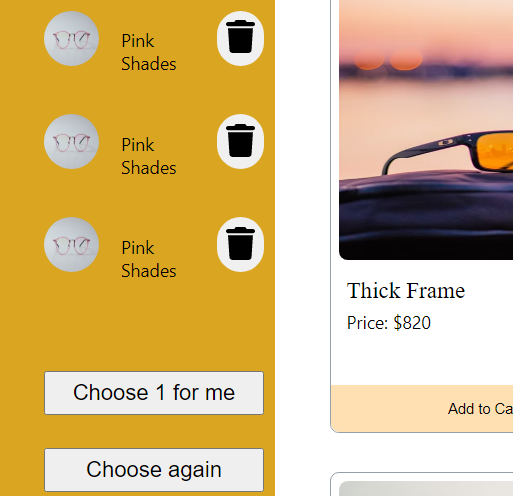 Pink
Shades
Pink
Shades
Pink
Shades
Choose 1 for me
Choose again
Thick Frame
Price: $820
Add to Ca